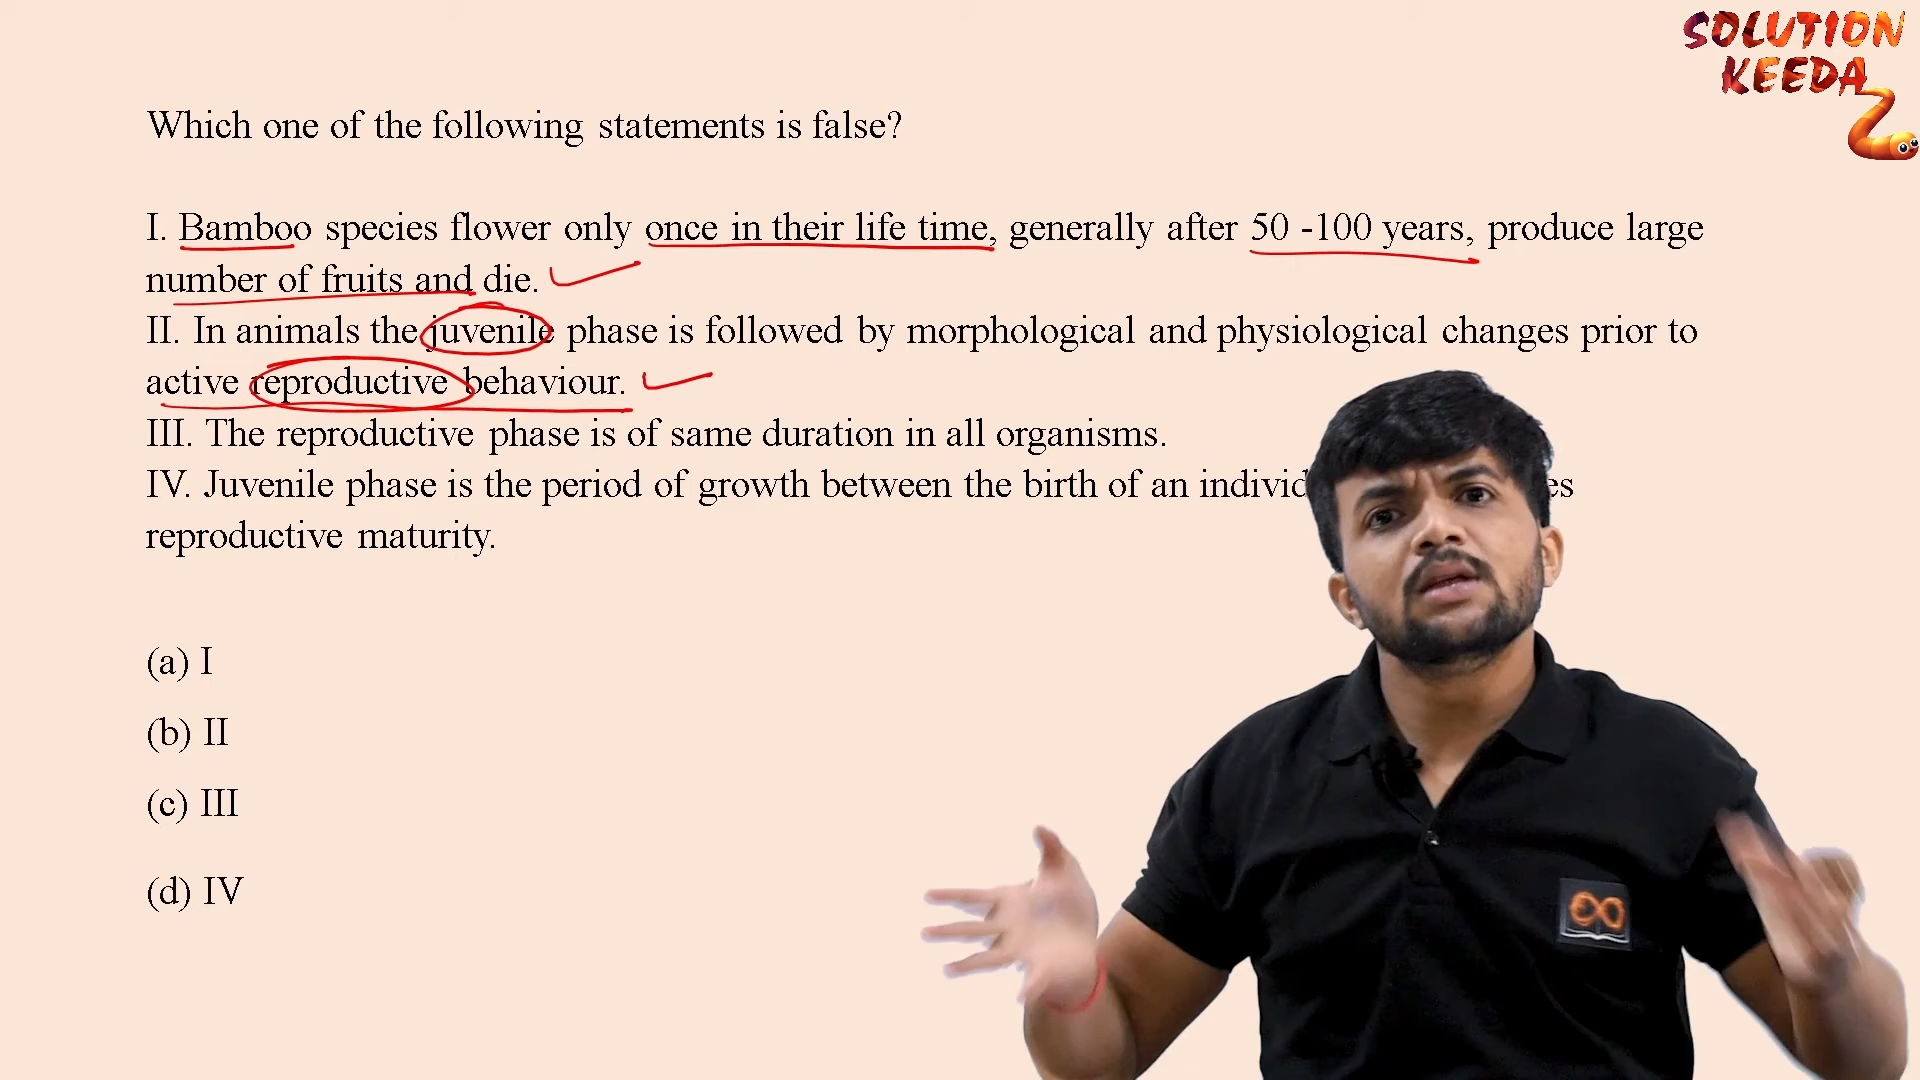 SOLUTION
KEEDA
Which one of the following statements is false?
I. Bamboo species flower only once in their life time, generally after 50 -100 years, produce large
number of fruits and die.
II. In animals the juvenile phase is followed by morphological and physiological changes prior to
active reproductive behaviour.
III. The reproductive phase is of same duration in all organisms.
IV. Juvenile phase is the period of growth between the birth of an
reproductive maturity.
(a) I
(b) II
(c) III
(d) IV